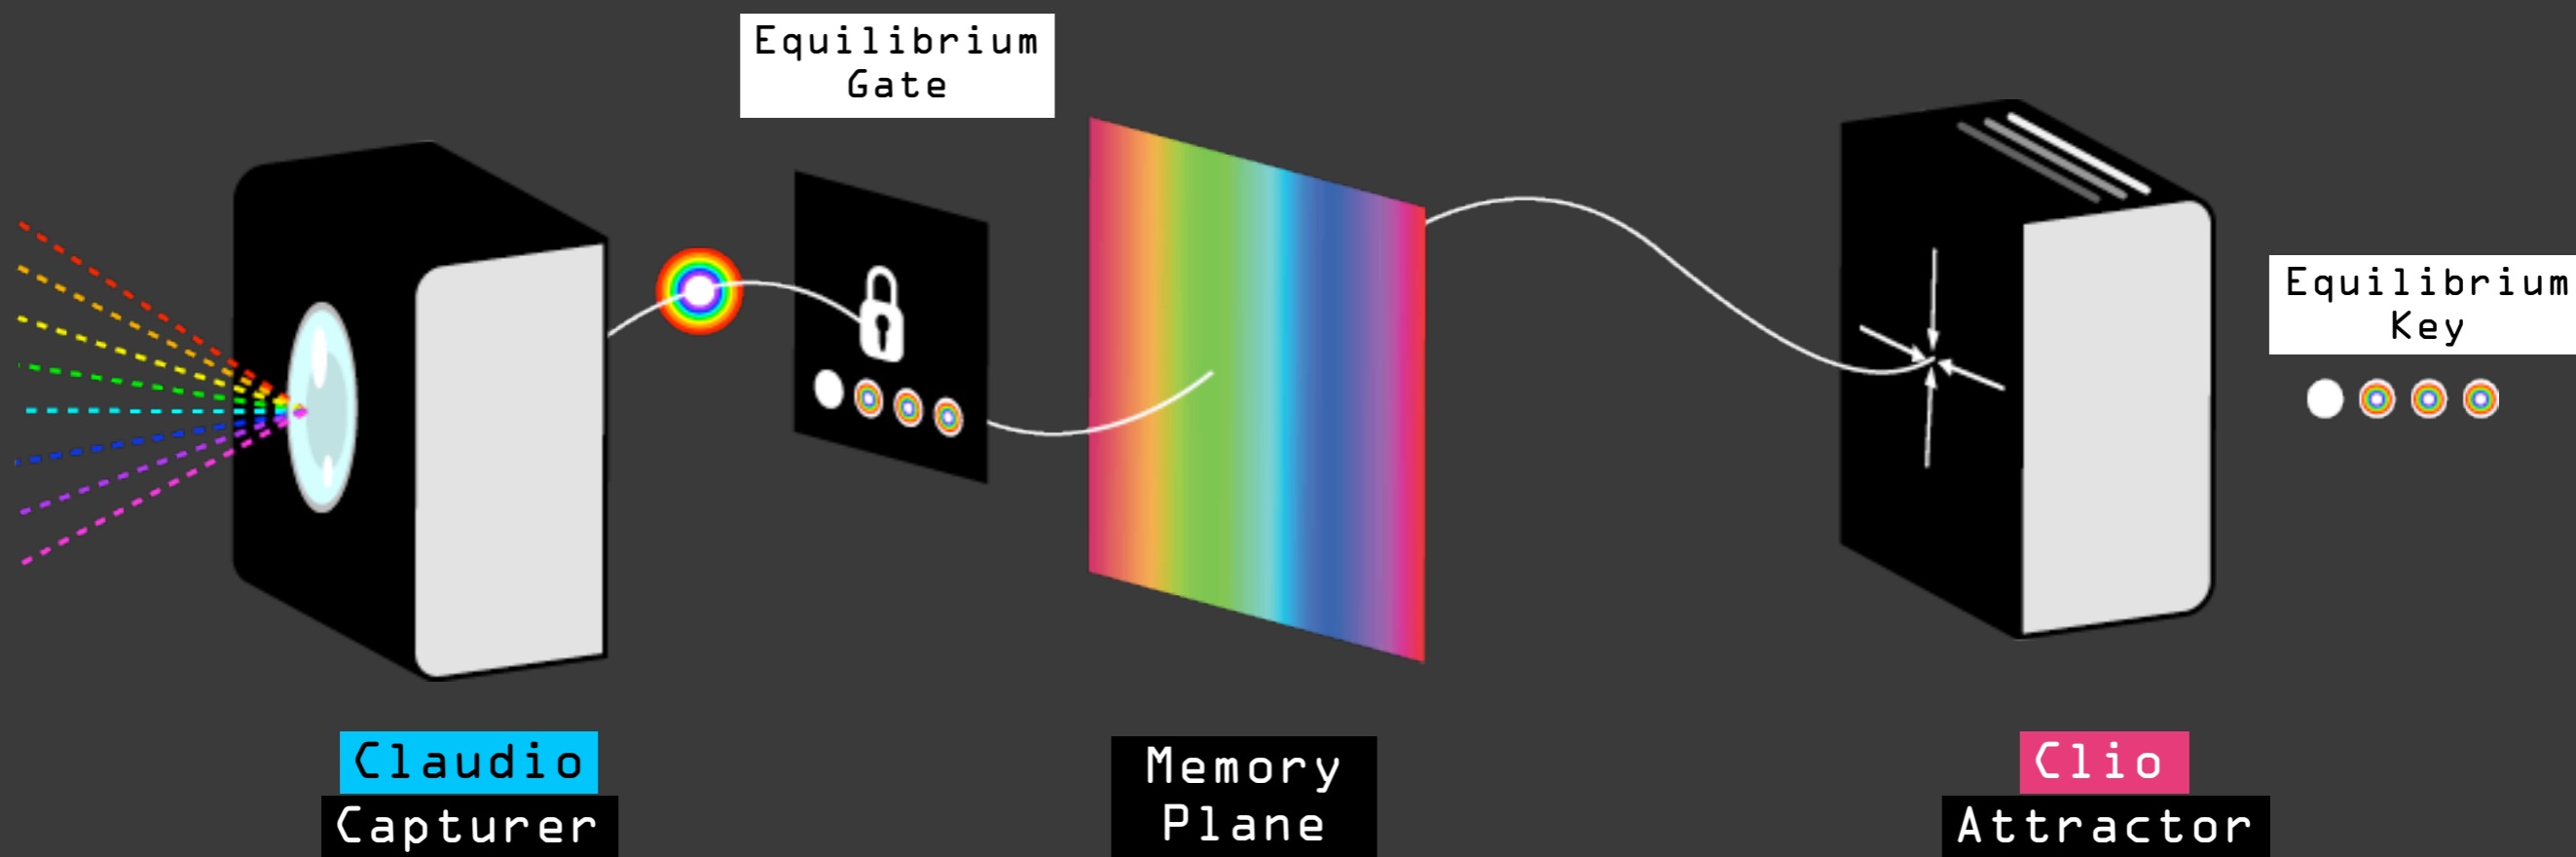 Equilibrium
Gate
Equilibrium
Key
Claudio
Capturer
Memory
Plane
Clio
Attractor